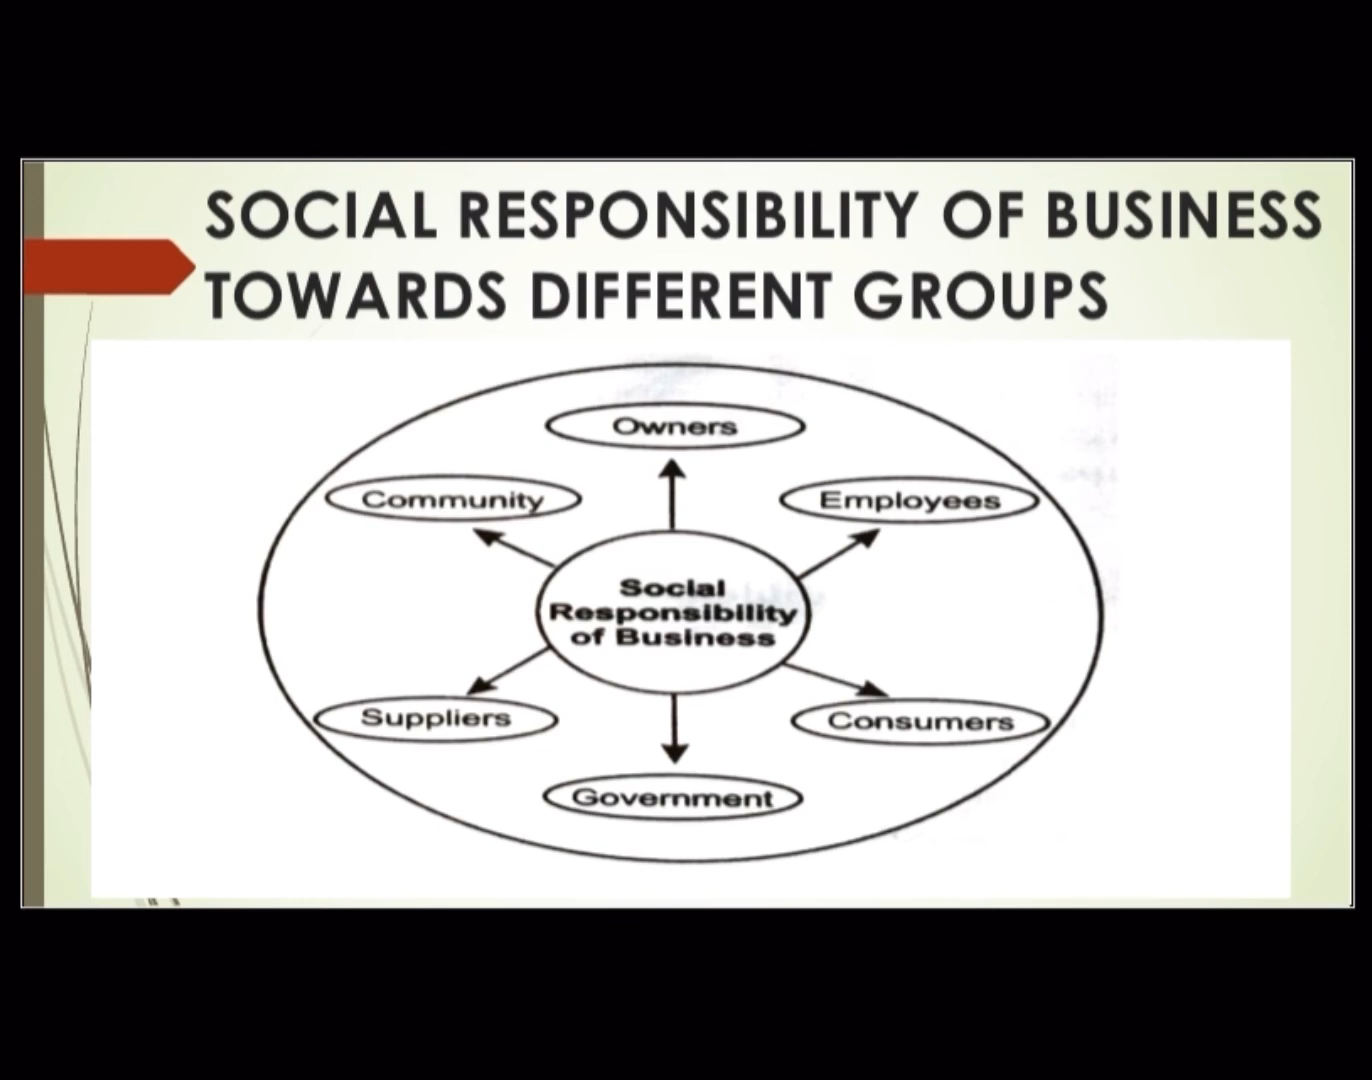 SOCIAL RESPONSIBILITY OF BUSINESS
TOWARDS DIFFERENT GROUPS
Owners
Community
Employees
Social
Responsibility
of Business
Suppliers
Consumers
Government